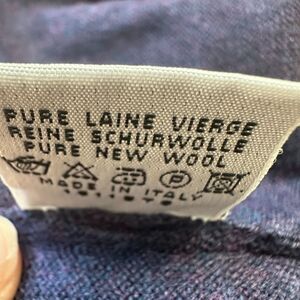 PURE LAINE VIERGE
REINE SCHURWOLLE
PURE NEW WOOL
P
MADE IN ITALY